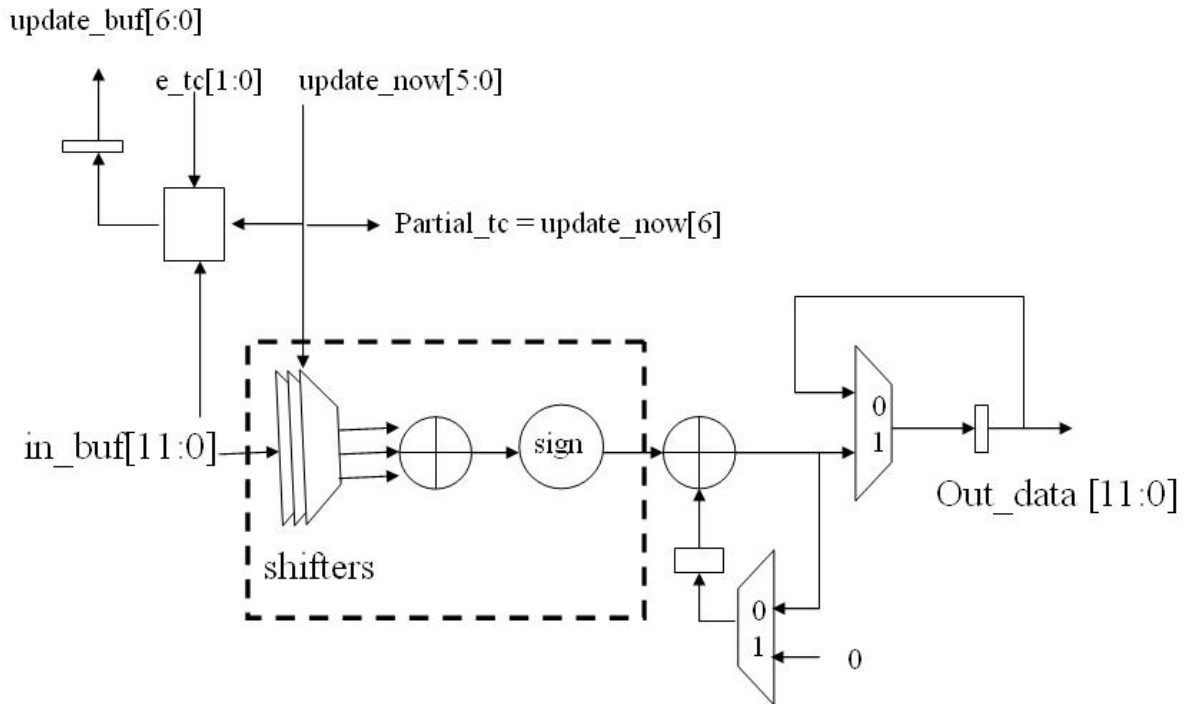 update_buf[6:0]
e_tc[1:0]
update_now[5:0]
Partial_tc = update_now[6]
in_buf[11:0]
sign
shifters
0
1
Out_data [11:0]
0
1
0